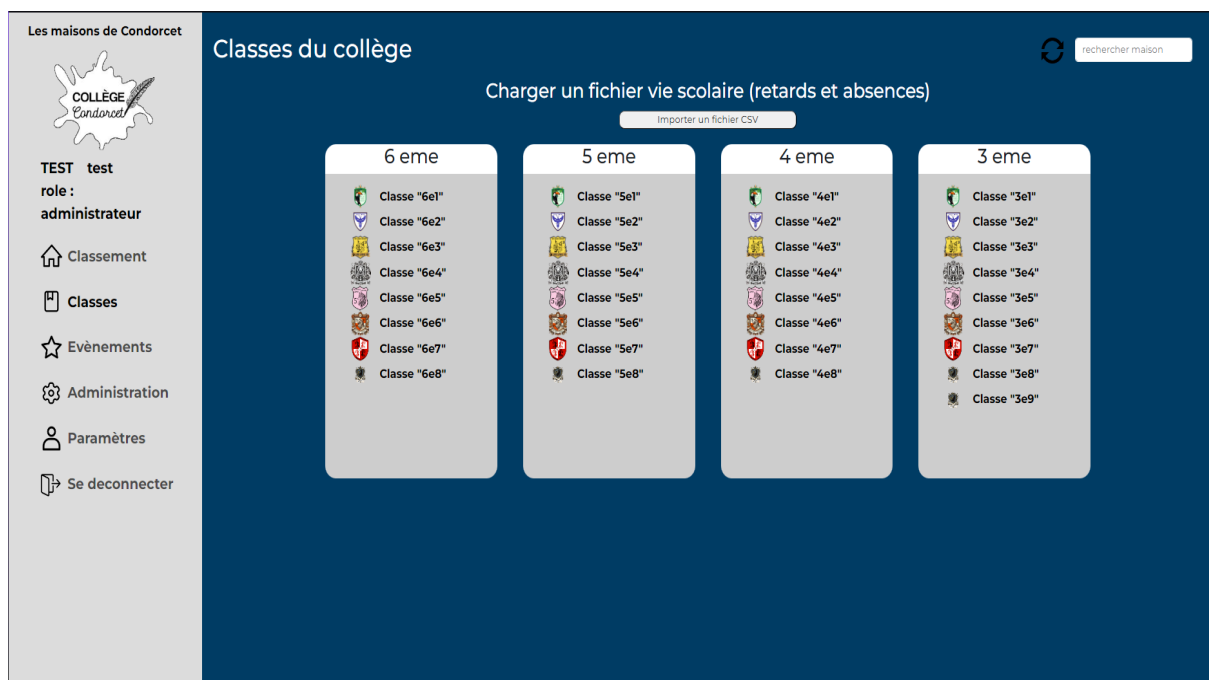 Les maisons de Condorcet
COLLÈGE
Condorcet
TEST test
role :
administrateur
Classement
Classes
Evènements
Administration
Paramètres
Se deconnecter
Classes du collège
rechercher maison
Charger un fichier vie scolaire (retards et absences)
Importer un fichier CSV
6 eme
Classe "6e1"
Classe "6e2"
Classe "6e3"
Classe "6e4"
Classe "6e5"
Classe "6e6"
Classe "6e7"
Classe "6e8"
5 eme
Classe "5e1"
Classe "5e2"
Classe "5e3"
Classe "5e4"
Classe "5e5"
Classe "5e6"
Classe "5e7"
Classe "5e8"
4 eme
Classe "4e1"
Classe "4e2"
Classe "4e3"
Classe "4e4"
Classe "4e5"
Classe "4e6"
Classe "4e7"
Classe "4e8"
3 eme
Classe "3e1"
Classe "3e2"
Classe "3e3"
Classe "3e4"
Classe "3e5"
Classe "3e6"
Classe "3e7"
Classe "3e8"
Classe "3e9"